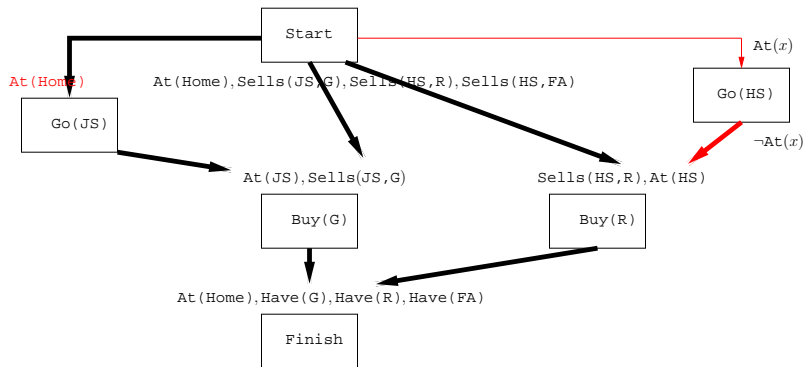 Start
At(x)
At(Home)
At(Home),Sells(JS,G),Sells(HS,R),Sells(HS,FA)
Go(HS)
Go(JS)
¬At(x)
At(JS),Sells(JS,G)
Sells(HS,R),At(HS)
Buy(G)
Buy(R)
At(Home),Have(G),Have(R),Have(FA)
Finish